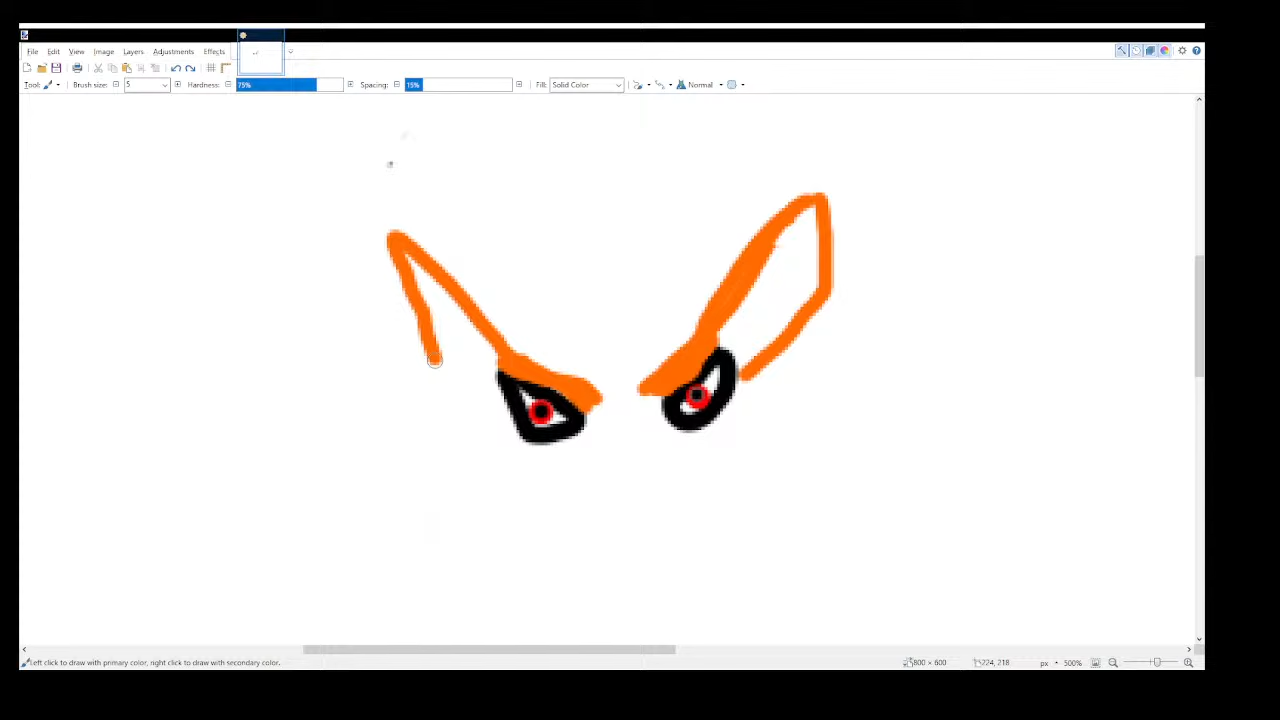 File Edit View Image Layers Adjustments Effects
Tool: Brush size: 5 Hardness: 75% Spacing: 15% Fill: Solid Color Normal
Left click to draw with primary color, right click to draw with secondary color. 800 × 600 224, 218 px 500%